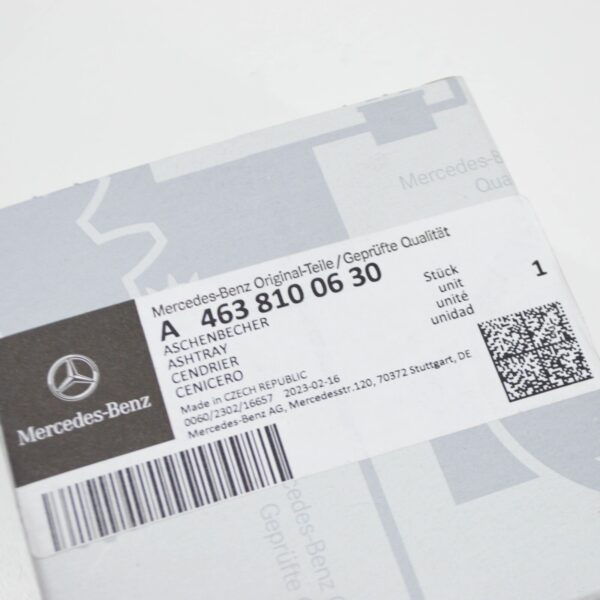 Mercedes-B
Qua
Mercedes-Benz Original-Teile/Geprüfte Qualität
A 463 810 06 30
ASCHENBECHER
ASHTRAY
CENDRIER
CENICERO
Stück 1
unit
unité
unidad
Made in CZECH REPUBLIC
0060/2302/16657 2023-02-16
Mercedes-Benz AG, Mercedesstr.120, 70372 Stuttgart, DE
Mercedes-Benz
cedes-Benz
Geprüfte